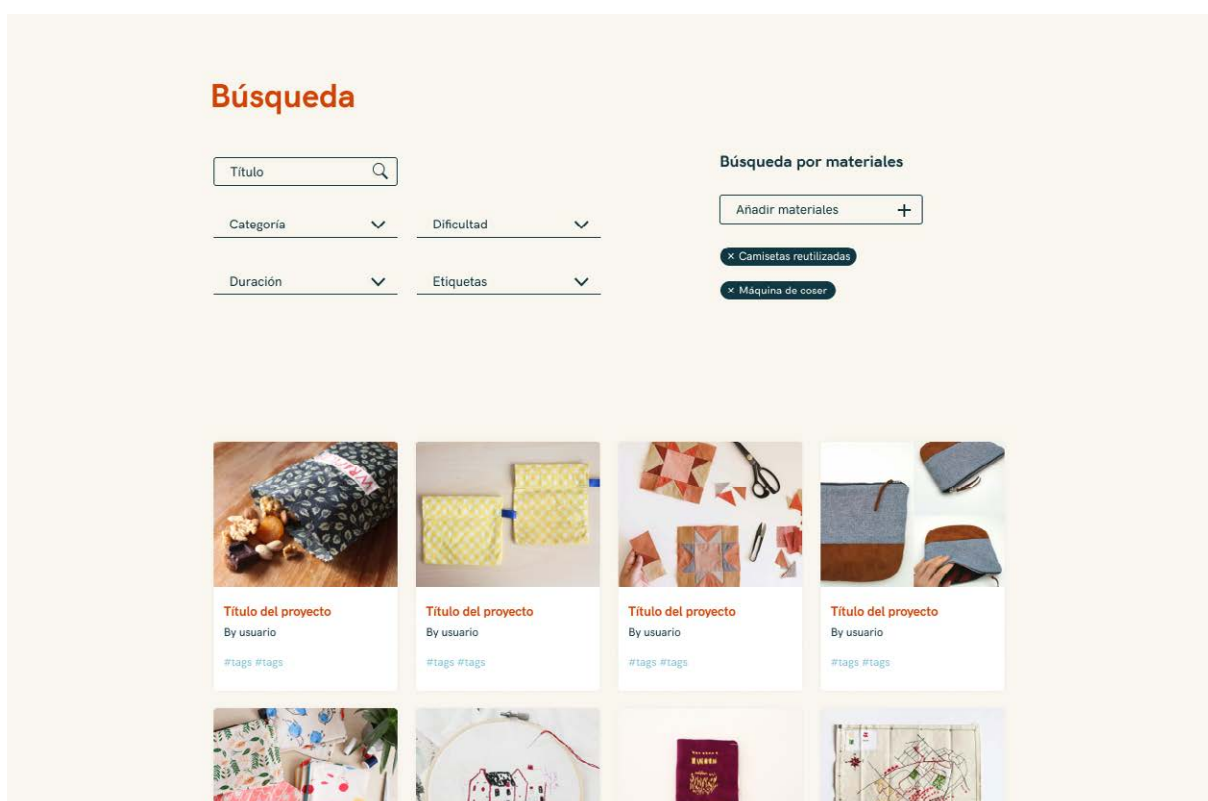 Búsqueda
Título
Categoría
Dificultad
Duración
Etiquetas
Búsqueda por materiales
Añadir materiales
× Camisetas reutilizadas
× Máquina de coser
Título del proyecto
By usuario
#tags #tags
Título del proyecto
By usuario
#tags #tags
Título del proyecto
By usuario
#tags #tags
Título del proyecto
By usuario
#tags #tags